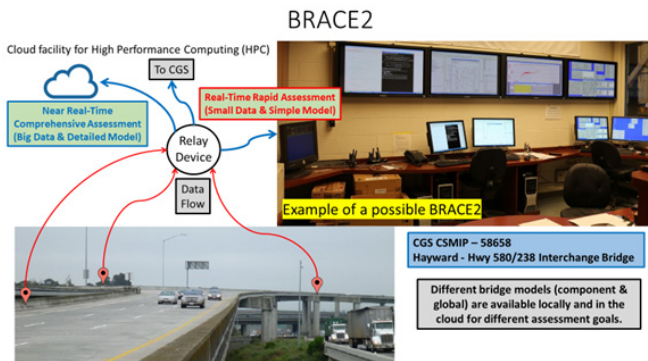 BRACE2
Cloud facility for High Performance Computing (HPC)
To CGS
Near Real-Time
Comprehensive Assessment
(Big Data & Detailed Model)
Real-Time Rapid Assessment
(Small Data & Simple Model)
Relay
Device
Data
Flow
Example of a possible BRACE2
CGS CSMIP – 58658
Hayward - Hwy 580/238 Interchange Bridge
Different bridge models (component &
global) are available locally and in the
cloud for different assessment goals.